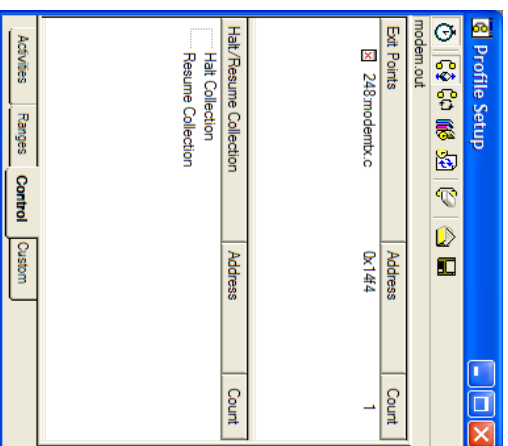 Profile Setup
modem.out
Exit Points Address Count
248:modemtx.c 0x14f4 1
Halt/Resume Collection Address Count
Halt Collection
Resume Collection
Activities Ranges Control Custom